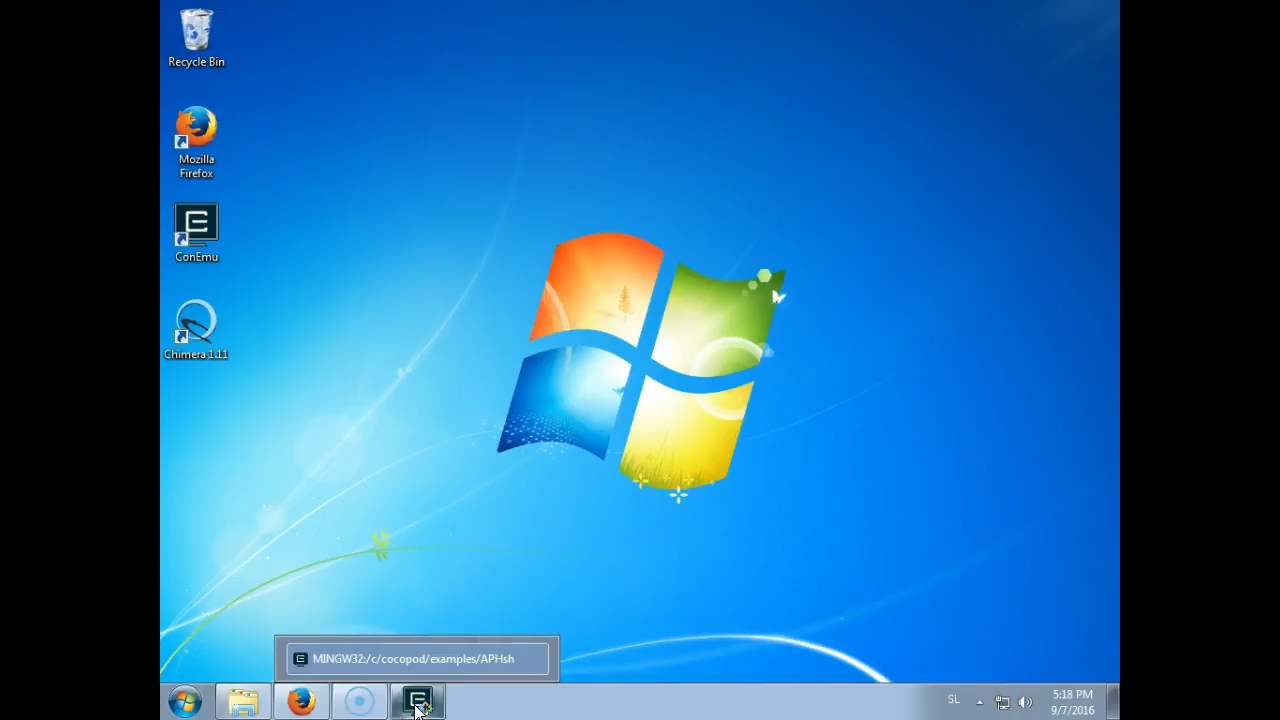 Recycle Bin
Mozilla
Firefox
ConEmu
Chimera 1.11
MINGW32:/c/cocopod/examples/APHsh
SL
5:18 PM
9/7/2016